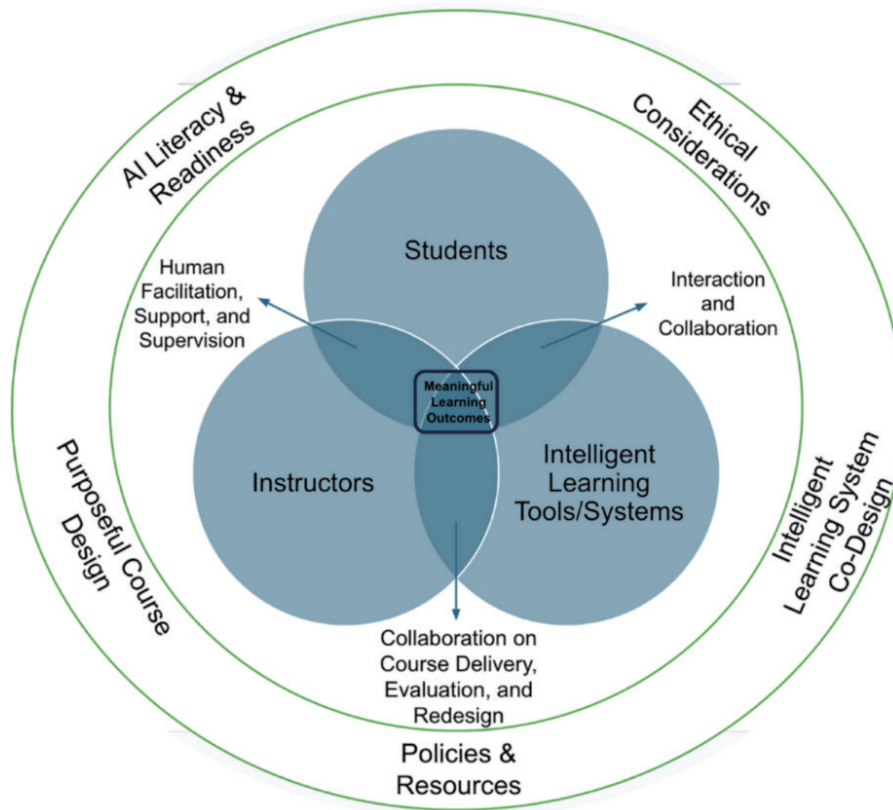 AI Literacy &
Readiness
Ethical
Considerations
Students
Human
Facilitation,
Support, and
Supervision
Interaction
and
Collaboration
Meaningful
Learning
Outcomes
Instructors
Intelligent
Learning
Tools/Systems
Purposeful Course
Design
Intelligent
Learning System
Co-Design
Collaboration on
Course Delivery,
Evaluation, and
Redesign
Policies &
Resources